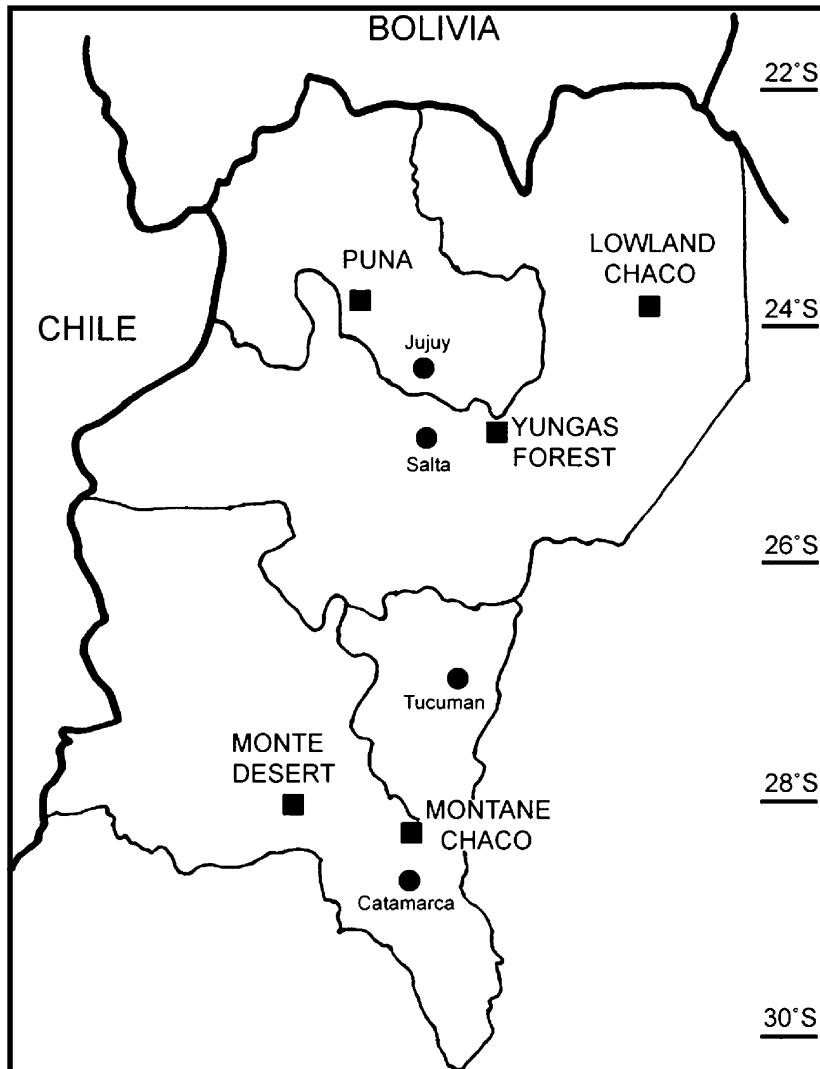 BOLIVIA
22°S
LOWLAND
CHACO
PUNA
24°S
CHILE
Jujuy
YUNGAS
FOREST
Salta
26°S
Tucuman
MONTE
DESERT
28°S
MONTANE
CHACO
Catamarca
30°S